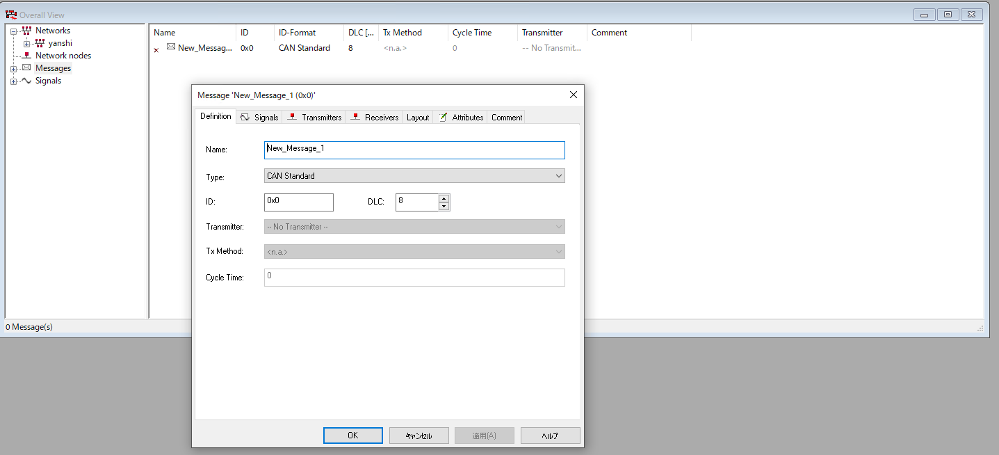 Overall View
Networks
yanshi
Network nodes
Messages
Signals
Name ID ID-Format DLC [... Tx Method Cycle Time Transmitter Comment
New_Messag... 0x0 CAN Standard 8 <n.a.> 0 -- No Transmit...
Message 'New_Message_1 (0x0)'
Definition Signals Transmitters Receivers Layout Attributes Comment
Name: New_Message_1
Type: CAN Standard
ID: 0x0 DLC: 8
Transmitter: -- No Transmitter --
Tx Method: <n.a.>
Cycle Time: 0
OK キャンセル 適用(A) ヘルプ
0 Message(s)